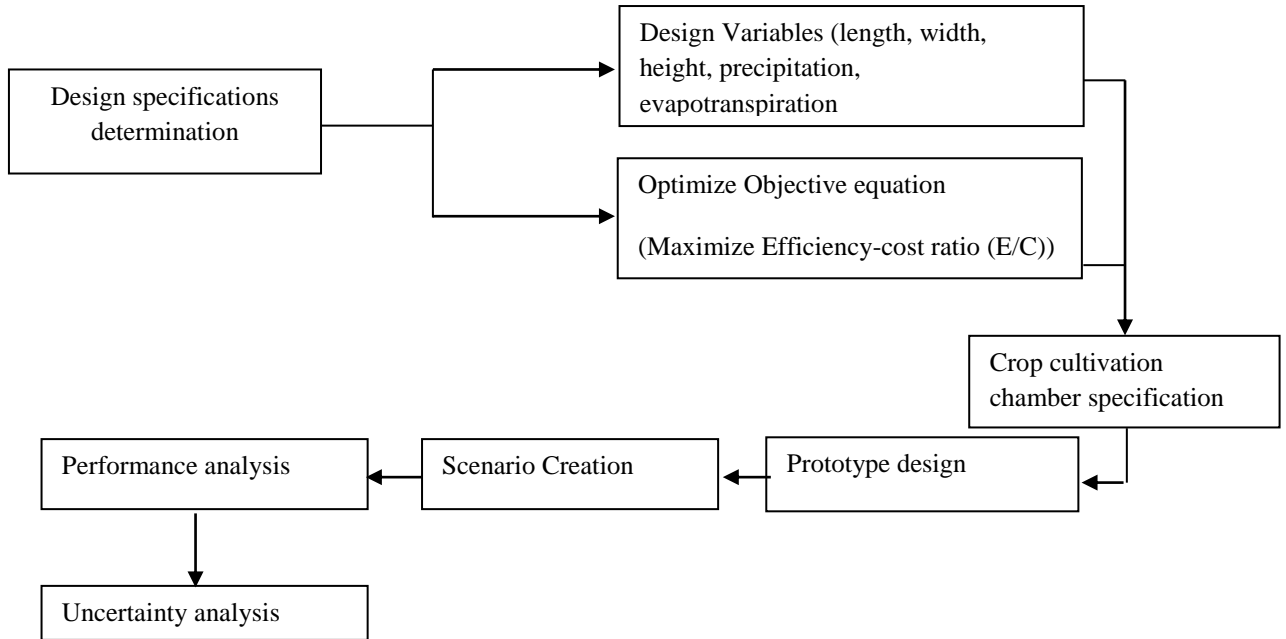 Design Variables (length, width,
height, precipitation,
evapotranspiration
Design specifications
determination
Optimize Objective equation
(Maximize Efficiency-cost ratio (E/C))
Crop cultivation
chamber specification
Performance analysis
Scenario Creation
Prototype design
Uncertainty analysis